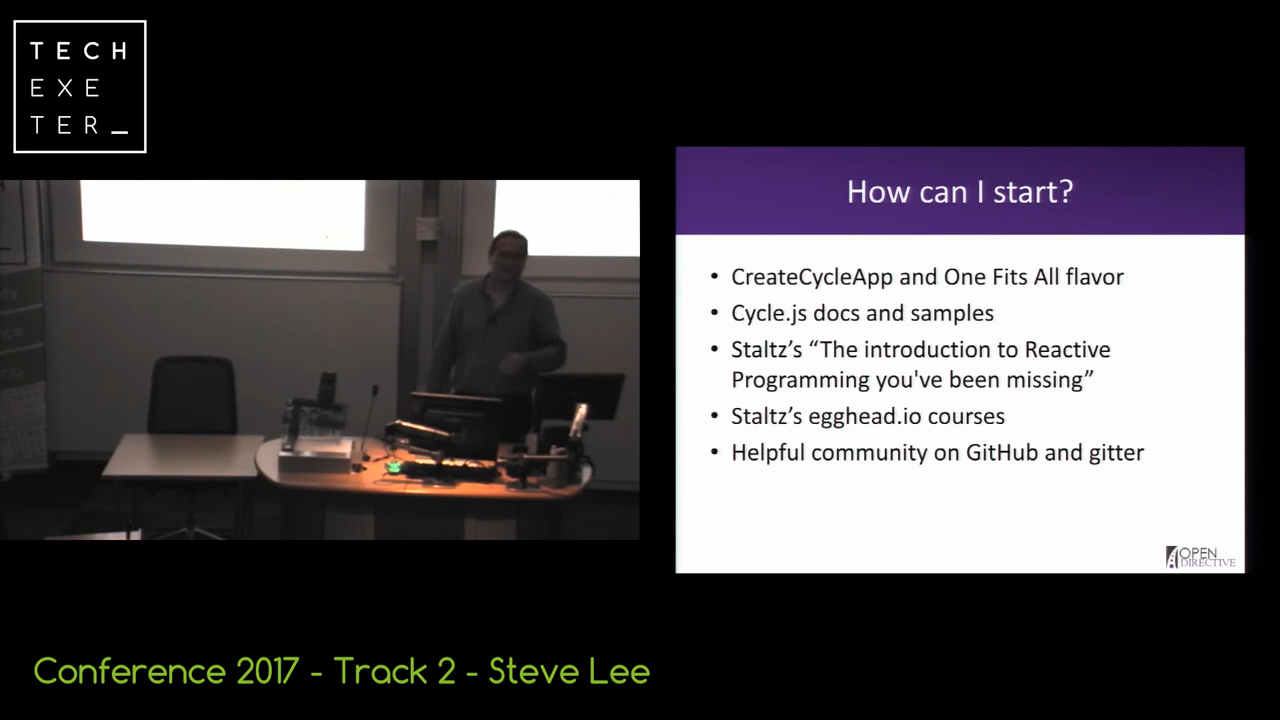 TECH
EXE
TER_
How can I start?
• CreateCycleApp and One Fits All flavor
• Cycle.js docs and samples
• Staltz’s “The introduction to Reactive
Programming you've been missing”
• Staltz’s egghead.io courses
• Helpful community on GitHub and gitter
OPEN
DIRECTIVE
Conference 2017 - Track 2 - Steve Lee